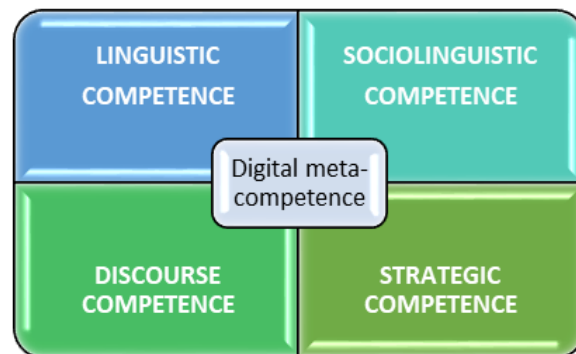 LINGUISTIC
COMPETENCE
SOCIOLINGUISTIC
COMPETENCE
Digital meta-
competence
DISCOURSE
COMPETENCE
STRATEGIC
COMPETENCE